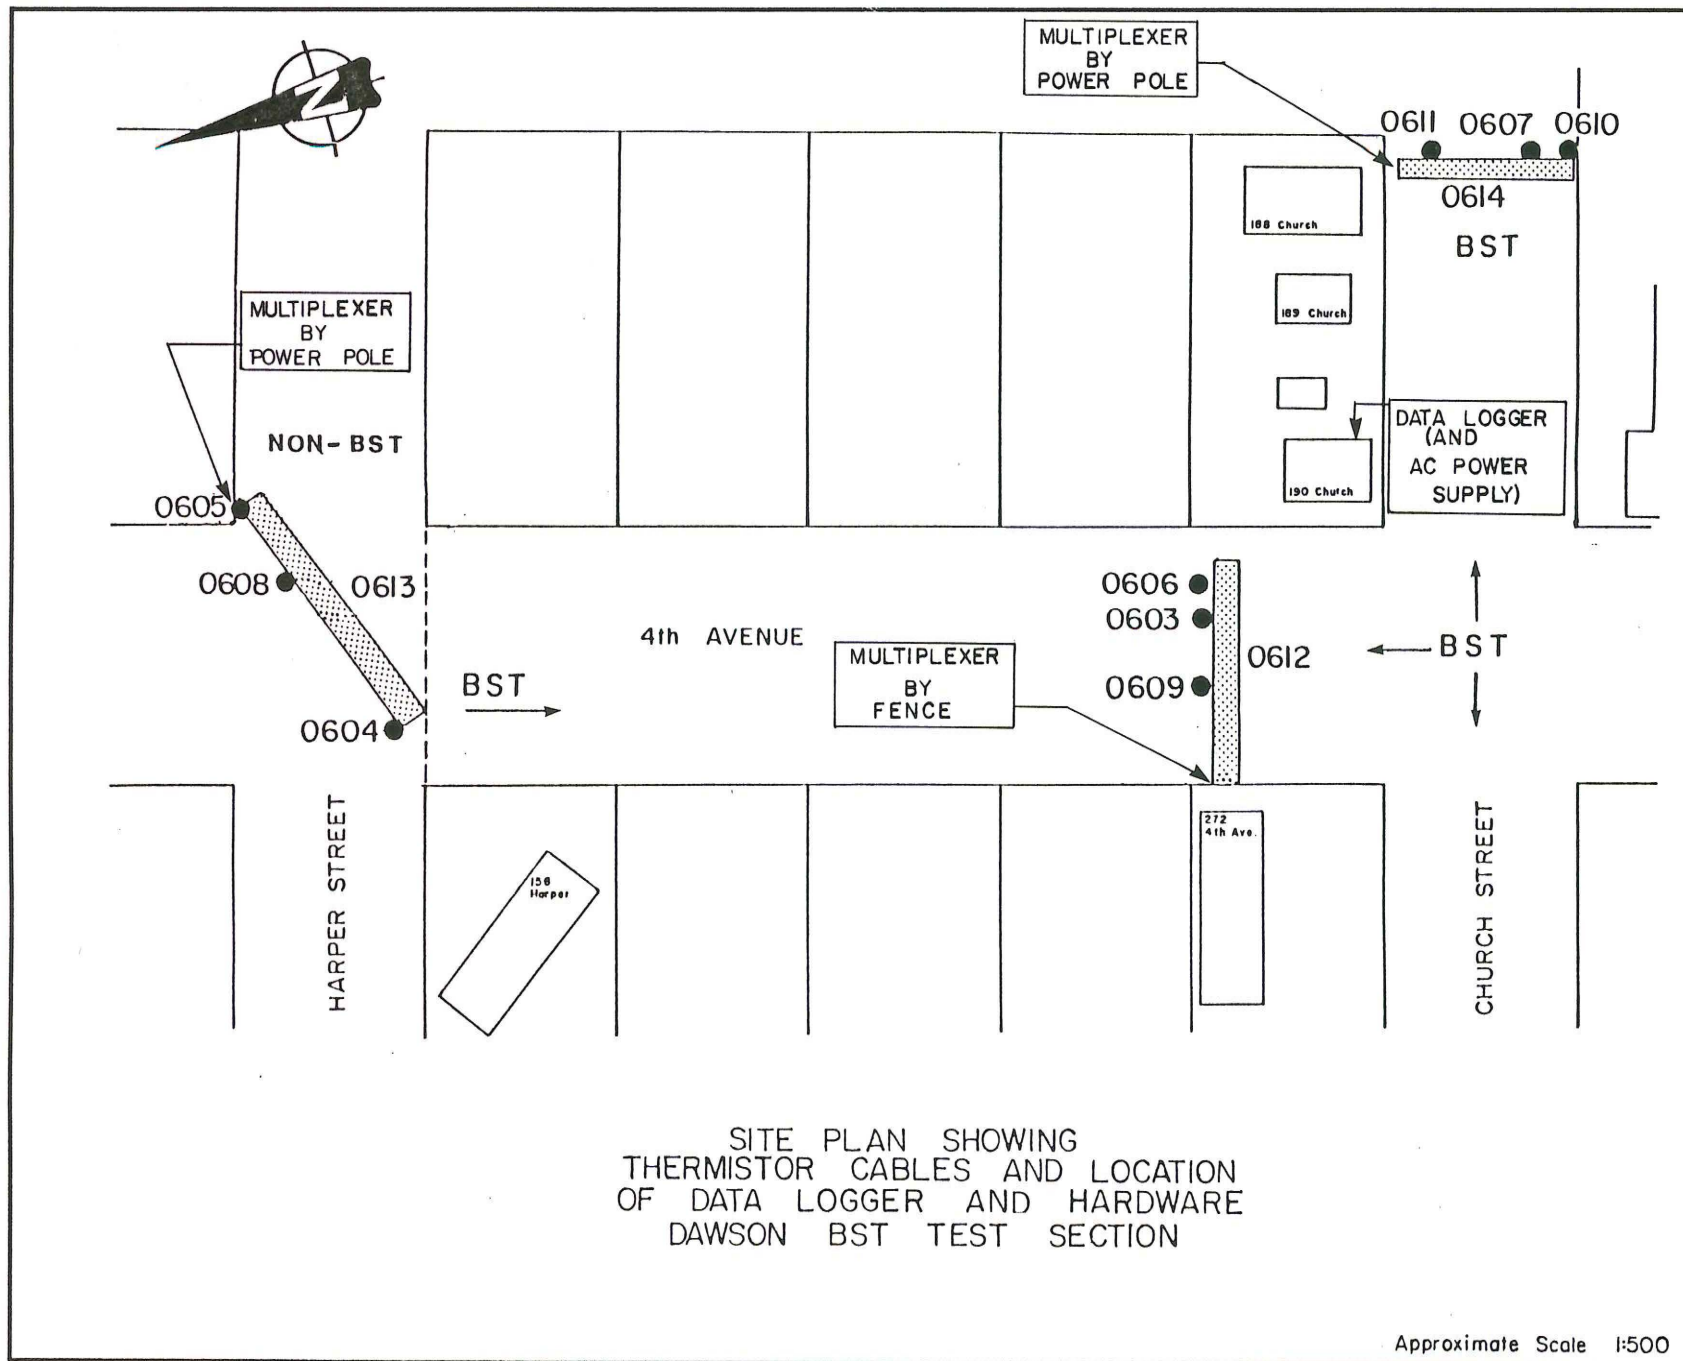 MULTIPLEXER
BY
POWER POLE
N
0611 0607 0610
0614
BST
188 Church
189 Church
MULTIPLEXER
BY
POWER POLE
NON-BST
DATA LOGGER
(AND
AC POWER
SUPPLY)
190 Church
0605
0608
0613
0606
0603
4th AVENUE
0612
BST
MULTIPLEXER
BY
FENCE
0609
BST
0604
272
4th Ave.
156
Harper
HARPER STREET
CHURCH STREET
SITE PLAN SHOWING
THERMISTOR CABLES AND LOCATION
OF DATA LOGGER AND HARDWARE
DAWSON BST TEST SECTION
Approximate Scale 1:500